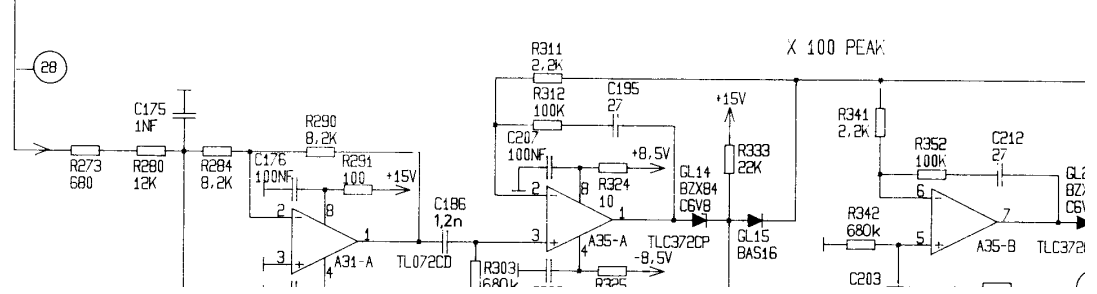 28
X 100 PEAK
R311
2,2K
R312
100K
C195
27
+15V
R341
2,2K
C175
1NF
R290
8,2K
C207
100NF
R333
22K
R352
100K
C212
27
R273
680
R280
12K
R284
8,2K
C176
100NF
R291
100
+15V
+8,5V
R324
10
GL14
BZX84
C6V8
8
2
-
8
2
-
6
-
C186
1,2n
1
1
7
R342
680k
GL15
BAS16
3
+
A31-A
TL072CD
4
3
+
A35-A
TLC372CP
4
5
+
A35-B
R303
680k
-8,5V
R325
C203